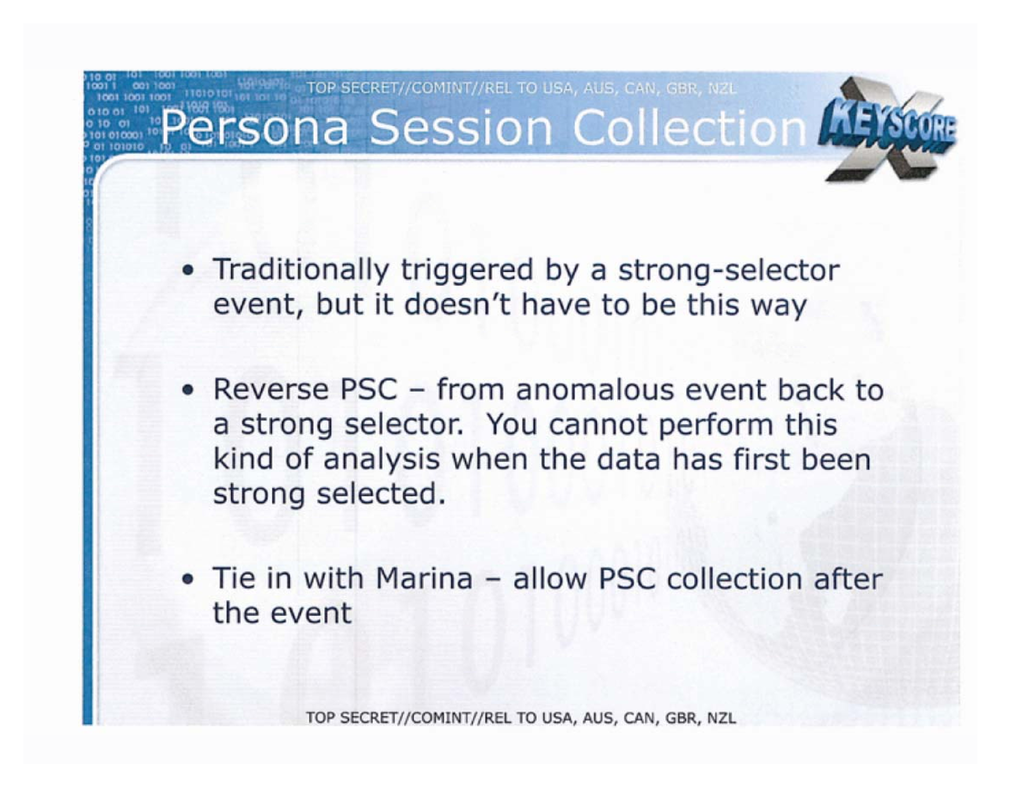 TOP SECRET//COMINT//REL TO USA, AUS, CAN, GBR, NZL
Persona Session Collection
X KEYSCORE
• Traditionally triggered by a strong-selector
event, but it doesn't have to be this way
• Reverse PSC – from anomalous event back to
a strong selector.  You cannot perform this
kind of analysis when the data has first been
strong selected.
• Tie in with Marina – allow PSC collection after
the event
TOP SECRET//COMINT//REL TO USA, AUS, CAN, GBR, NZL